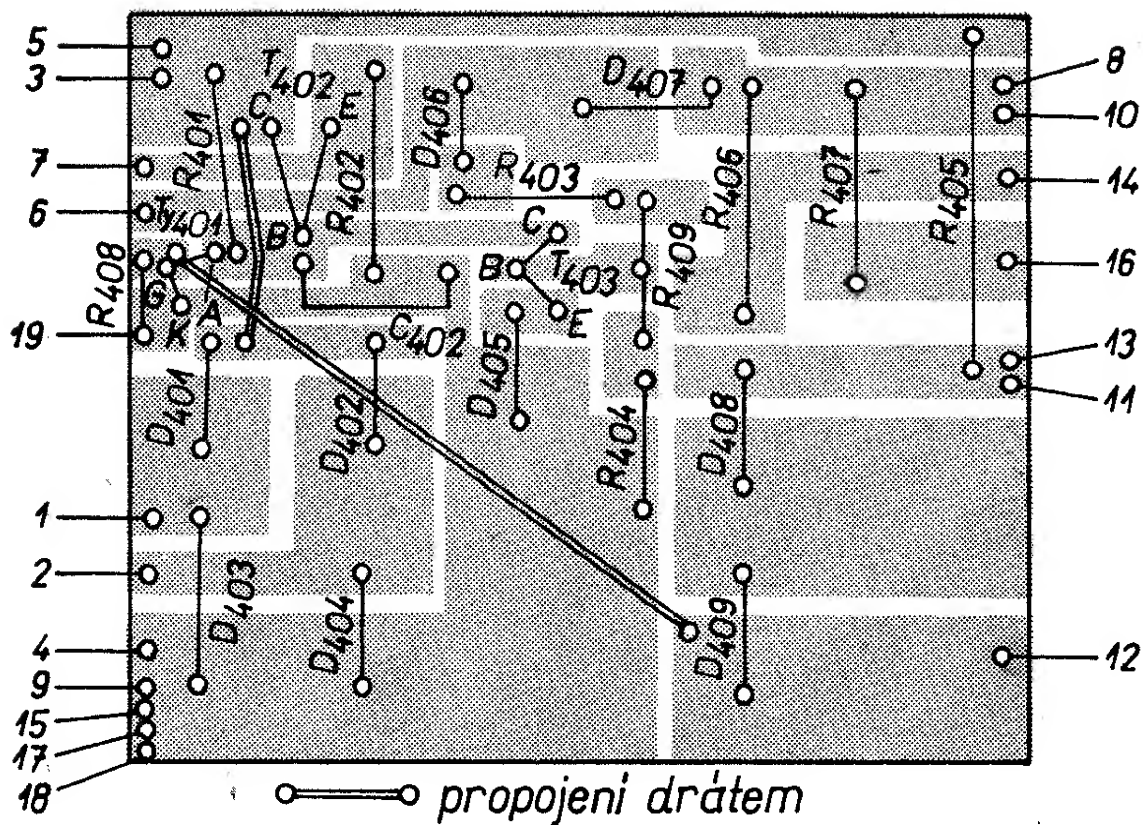 5
3
7
6
19
1
2
4
9
15
17
18
8
10
14
16
13
11
12
T402
C
E
R401
R402
D406
D407
R403
R406
R407
R405
Ty401
B
C
B
T403
E
R409
R408
G
K
A
C402
D405
D401
D402
R404
D408
D403
D404
D409
propojení drátem